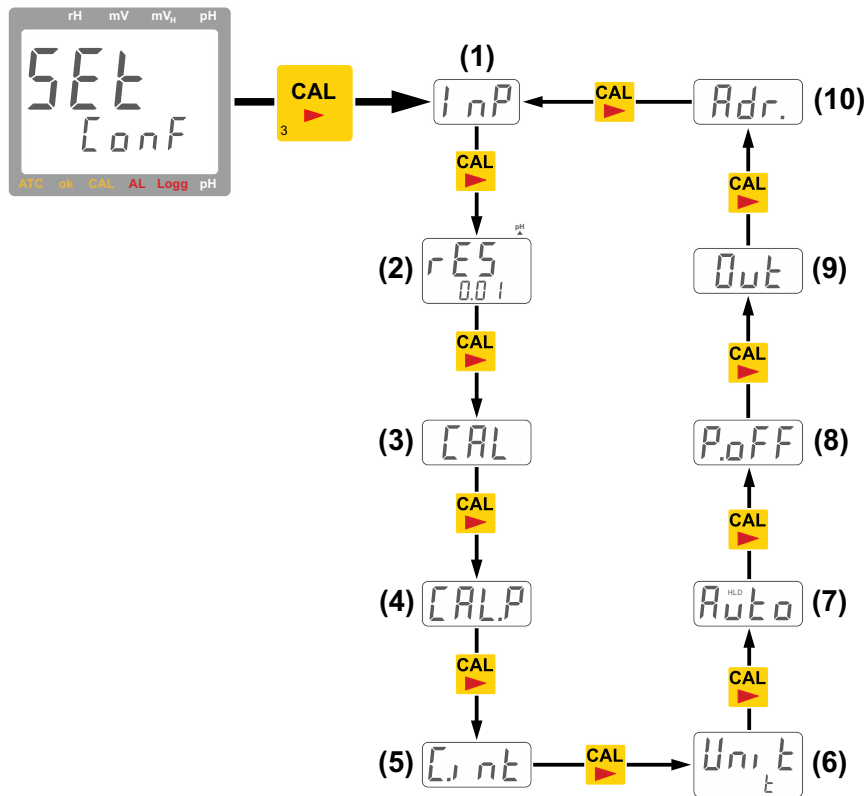 rH mV mVH pH
SEt
ConF
ATC ok CAL AL Logg pH
CAL
3
(1)
InP
CAL
Adr.
(10)
CAL
CAL
pH
(2)
rES
0.01
Out
(9)
CAL
CAL
(3)
CAL
P.oFF
(8)
CAL
CAL
(4)
CAL.P
HLD
Auto
(7)
CAL
CAL
(5)
C.int
CAL
Unit
t
(6)